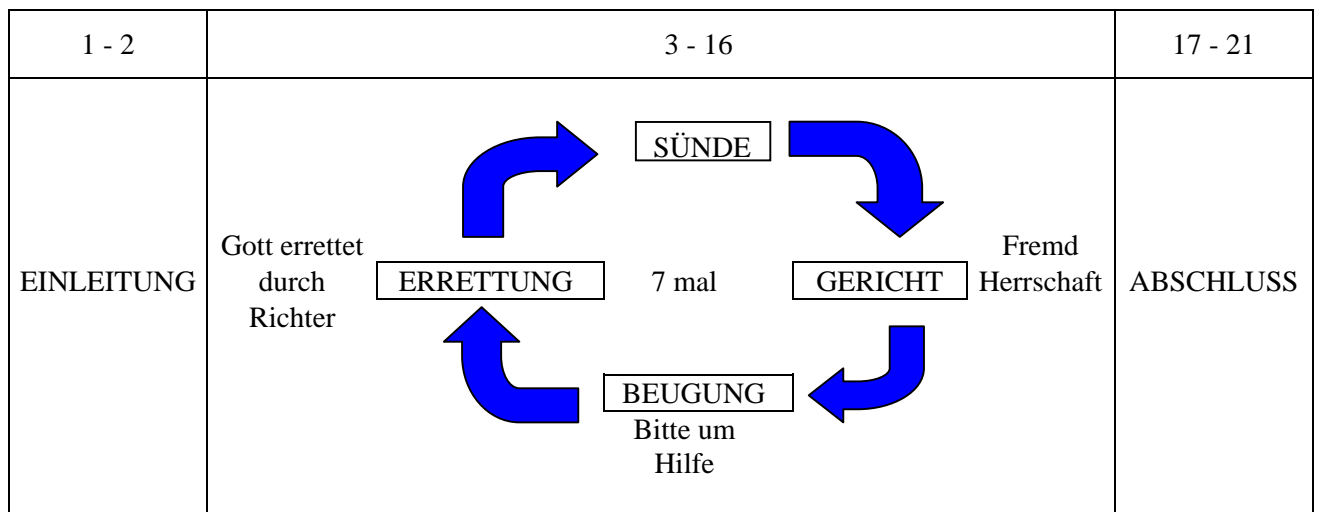 1 - 2
3 - 16
17 - 21
EINLEITUNG
SÜNDE
Gott errettet
durch
Richter
ERRETTUNG
7 mal
GERICHT
Fremd
Herrschaft
BEUGUNG
Bitte um
Hilfe
ABSCHLUSS